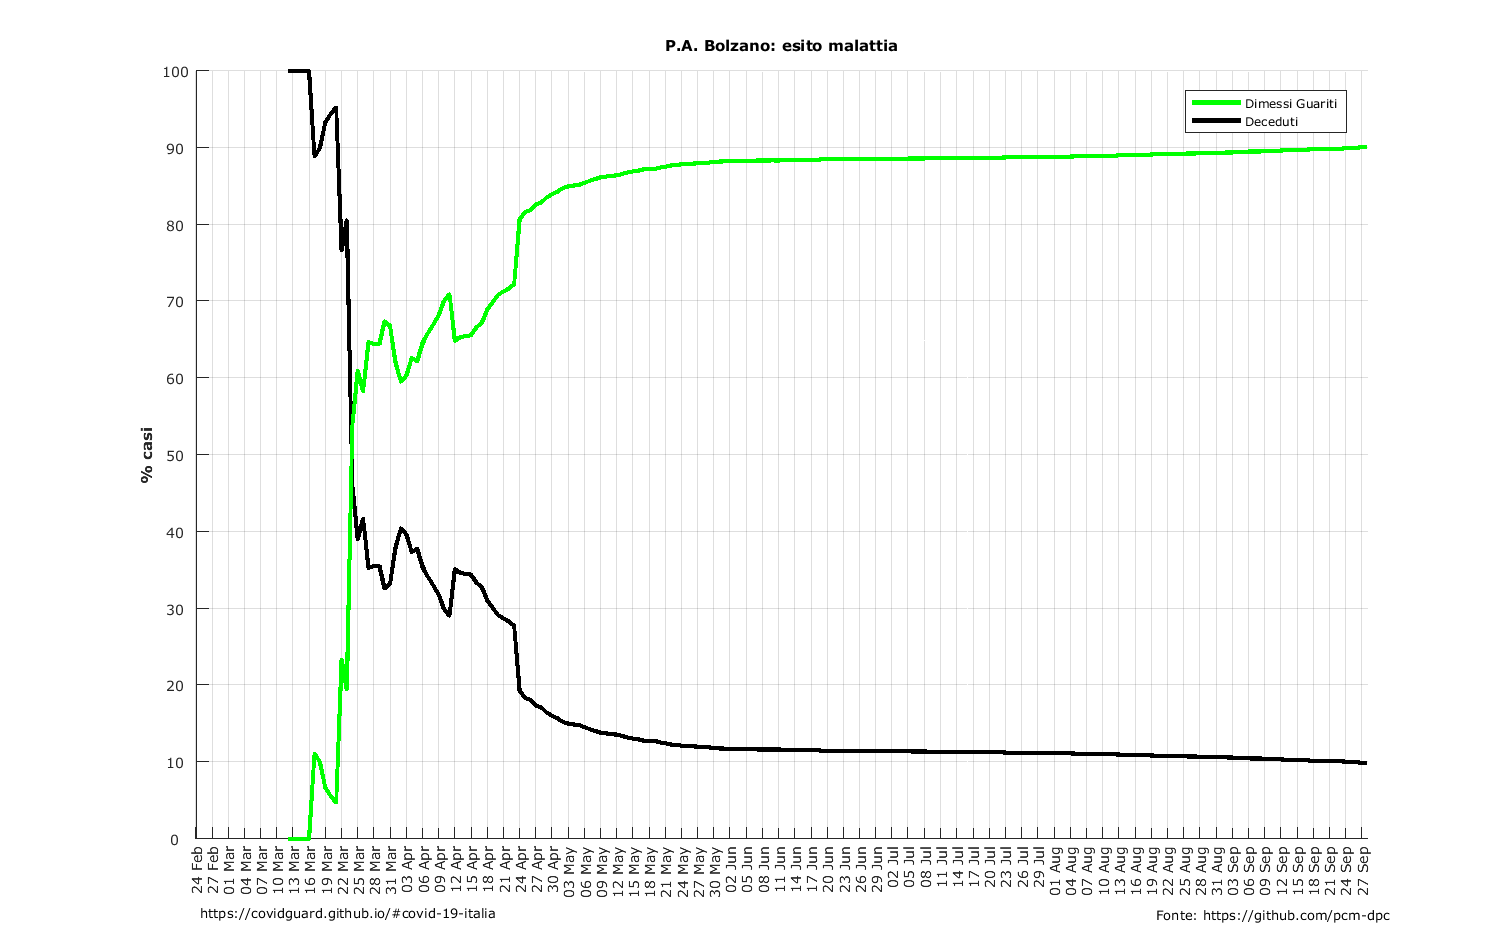 P.A. Bolzano: esito malattia
100
90
80
70
60
50
40
30
20
10
0
% casi
Dimessi Guariti
Deceduti
24 Feb
27 Feb
01 Mar
04 Mar
07 Mar
10 Mar
13 Mar
16 Mar
19 Mar
22 Mar
25 Mar
28 Mar
31 Mar
03 Apr
06 Apr
09 Apr
12 Apr
15 Apr
18 Apr
21 Apr
24 Apr
27 Apr
30 Apr
03 May
06 May
09 May
12 May
15 May
18 May
21 May
24 May
27 May
30 May
02 Jun
05 Jun
08 Jun
11 Jun
14 Jun
17 Jun
20 Jun
23 Jun
26 Jun
29 Jun
02 Jul
05 Jul
08 Jul
11 Jul
14 Jul
17 Jul
20 Jul
23 Jul
26 Jul
29 Jul
01 Aug
04 Aug
07 Aug
10 Aug
13 Aug
16 Aug
19 Aug
22 Aug
25 Aug
28 Aug
31 Aug
03 Sep
06 Sep
09 Sep
12 Sep
15 Sep
18 Sep
21 Sep
24 Sep
27 Sep
https://covidguard.github.io/#covid-19-italia
Fonte: https://github.com/pcm-dpc